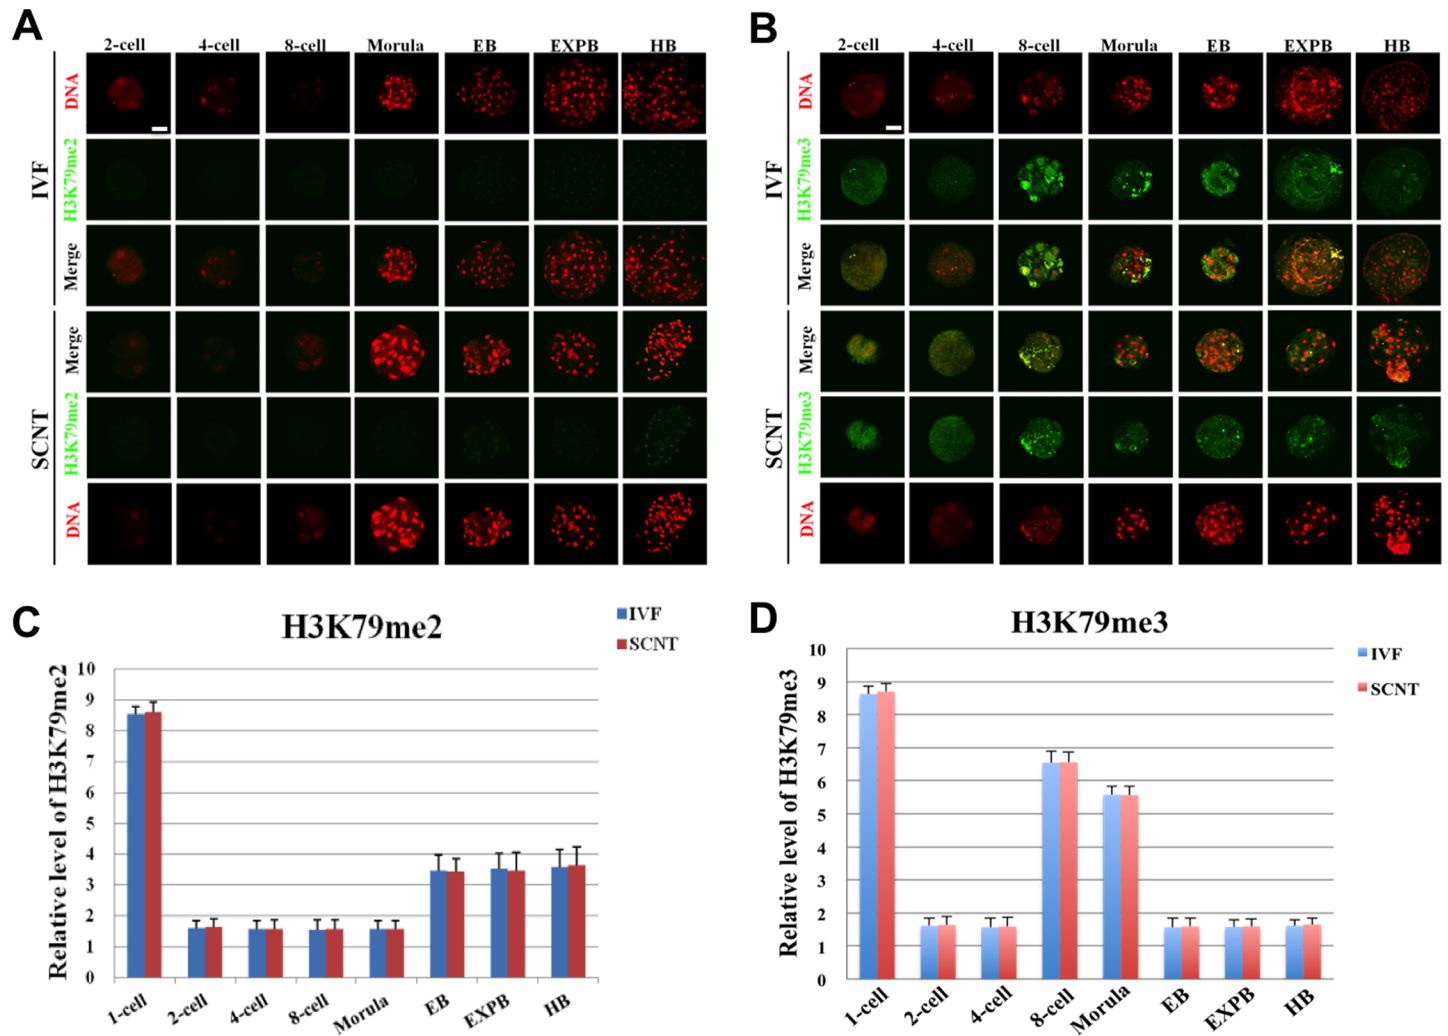 A
2-cell 4-cell 8-cell Morula EB EXPB HB
IVF
DNA
H3K79me2
Merge
SCNT
Merge
H3K79me2
DNA
B
2-cell 4-cell 8-cell Morula EB EXPB HB
IVF
DNA
H3K79me3
Merge
SCNT
Merge
H3K79me3
DNA
C
H3K79me2
IVF
SCNT
Relative level of H3K79me2
10
9
8
7
6
5
4
3
2
1
0
1-cell 2-cell 4-cell 8-cell Morula EB EXPB HB
D
H3K79me3
IVF
SCNT
Relative level of H3K79me3
10
9
8
7
6
5
4
3
2
1
0
1-cell 2-cell 4-cell 8-cell Morula EB EXPB HB